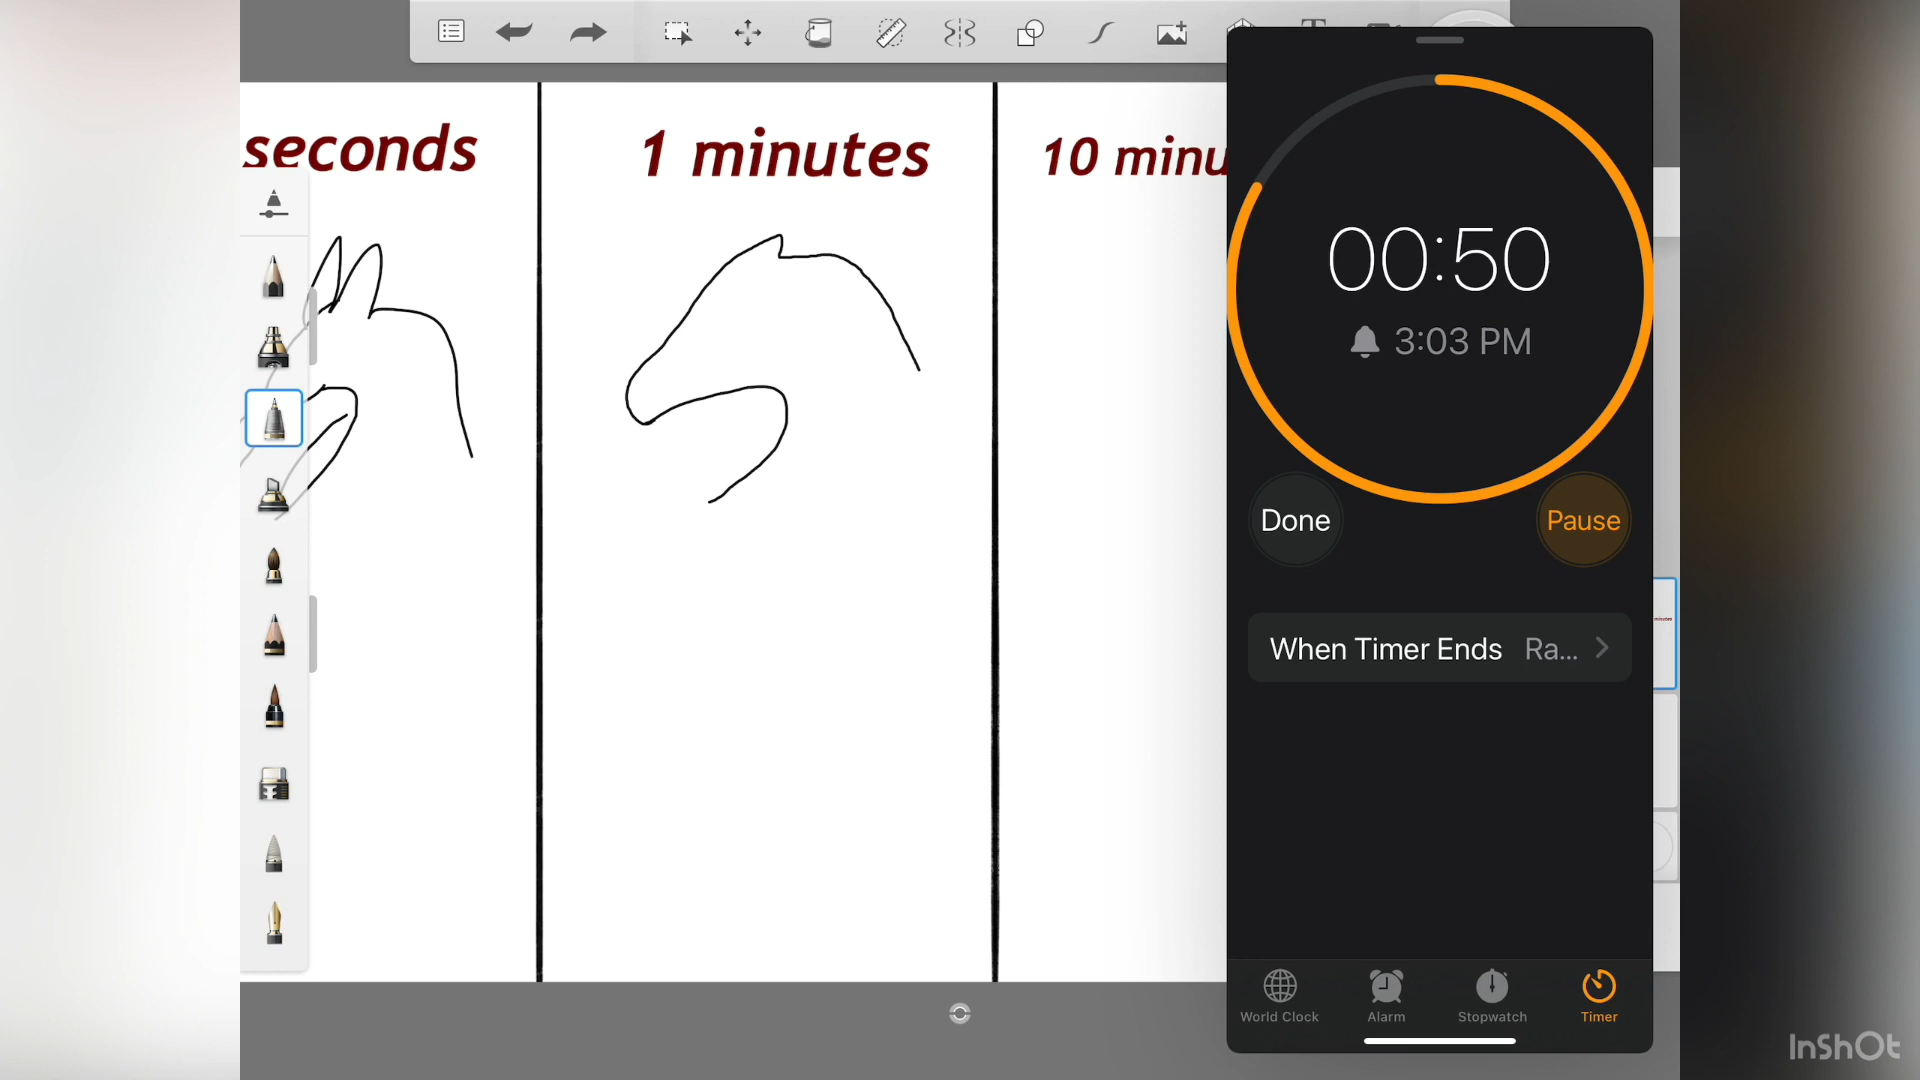 seconds
1 minutes
10 minu
00:50
3:03 PM
Done
Pause
When Timer Ends Ra...
World Clock
Alarm
Stopwatch
Timer
InShOt